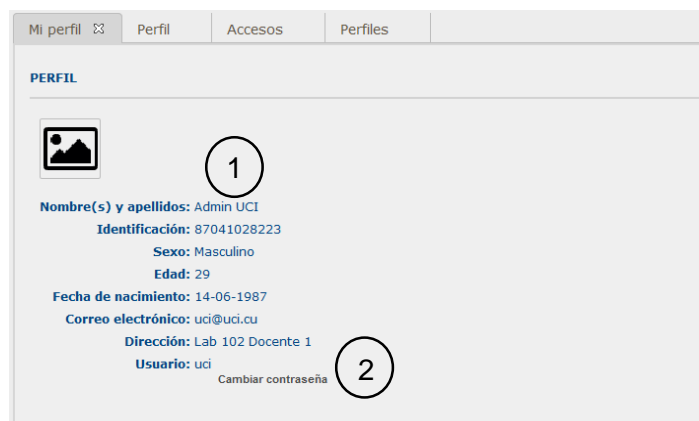 Mi perfil Perfil Accesos Perfiles
PERFIL
1
Nombre(s) y apellidos: Admin UCI
Identificación: 87041028223
Sexo: Masculino
Edad: 29
Fecha de nacimiento: 14-06-1987
Correo electrónico: uci@uci.cu
Dirección: Lab 102 Docente 1
Usuario: uci
Cambiar contraseña
2